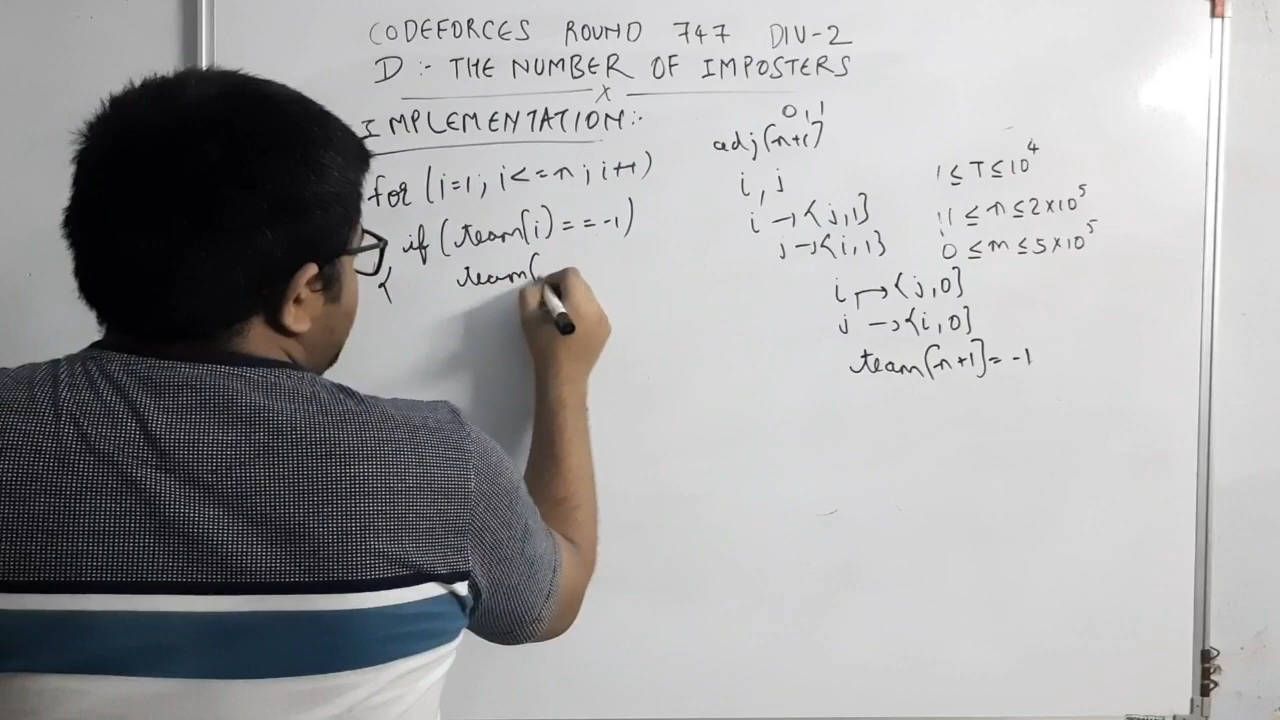 CODEFORCES ROUND 747 DIV-2
D :- THE NUMBER OF IMPOSTERS
x
IMPLEMENTATION:-
for (i=1; i<=n; i++)
if (team[i] == -1)
{ team[
0,1
adj[n+1]
i, j
i → {j,1}
j → {i,1}
i → {j,0}
j → {i,0}
team[n+1] = -1
1 ≤ T ≤ 10^4
1 ≤ n ≤ 2×10^5
0 ≤ m ≤ 5×10^5